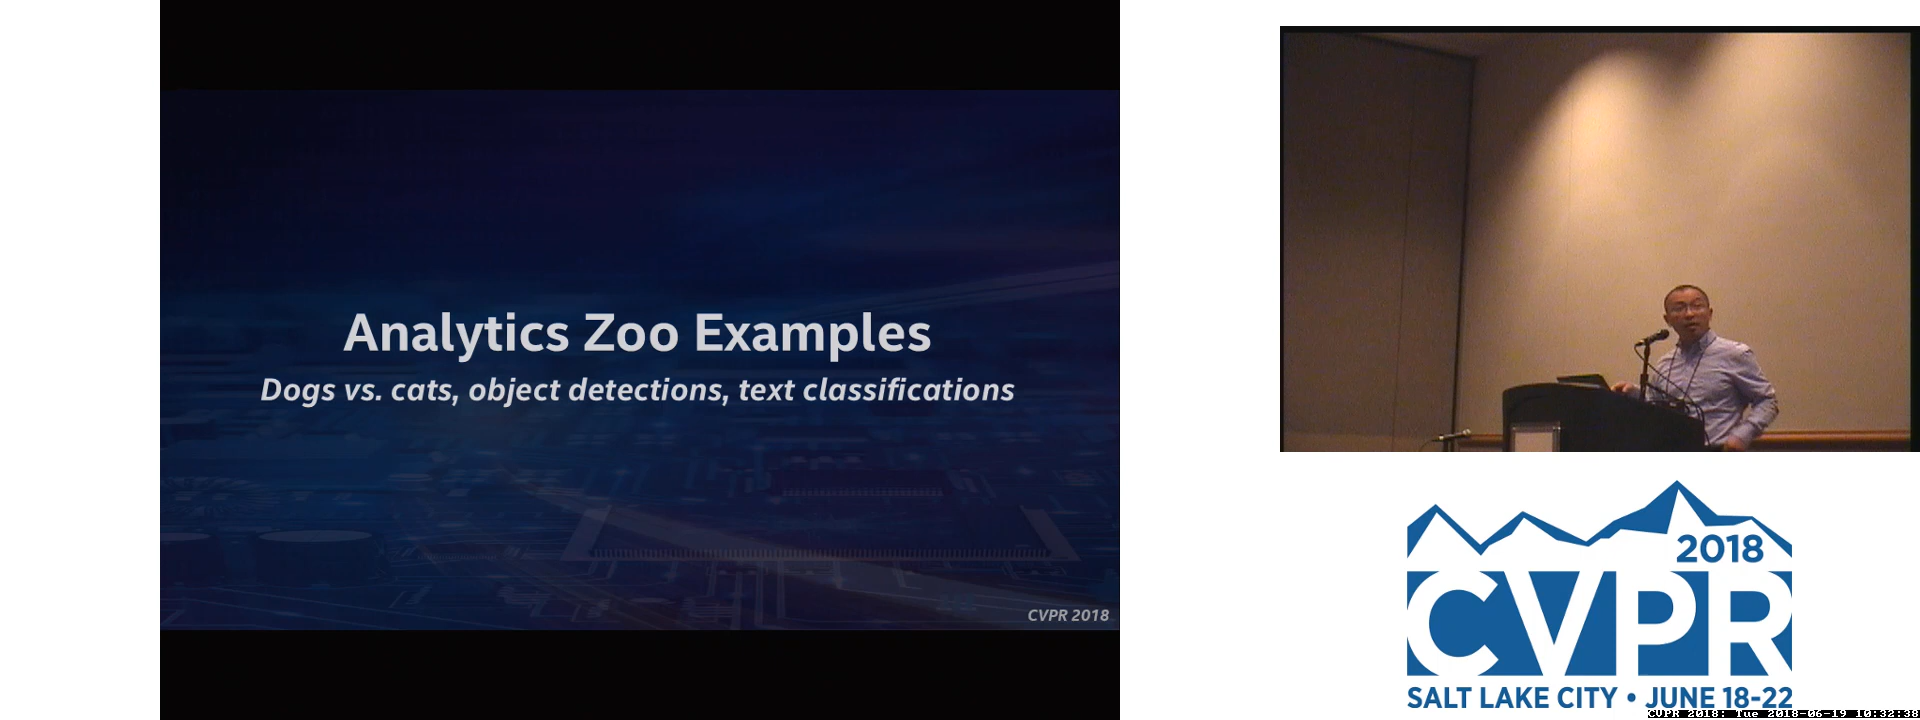 Analytics Zoo Examples
Dogs vs. cats, object detections, text classifications
CVPR 2018
2018
CVPR
SALT LAKE CITY • JUNE 18-22
CVPR 2018: Tue 2018-06-19 10:32:38